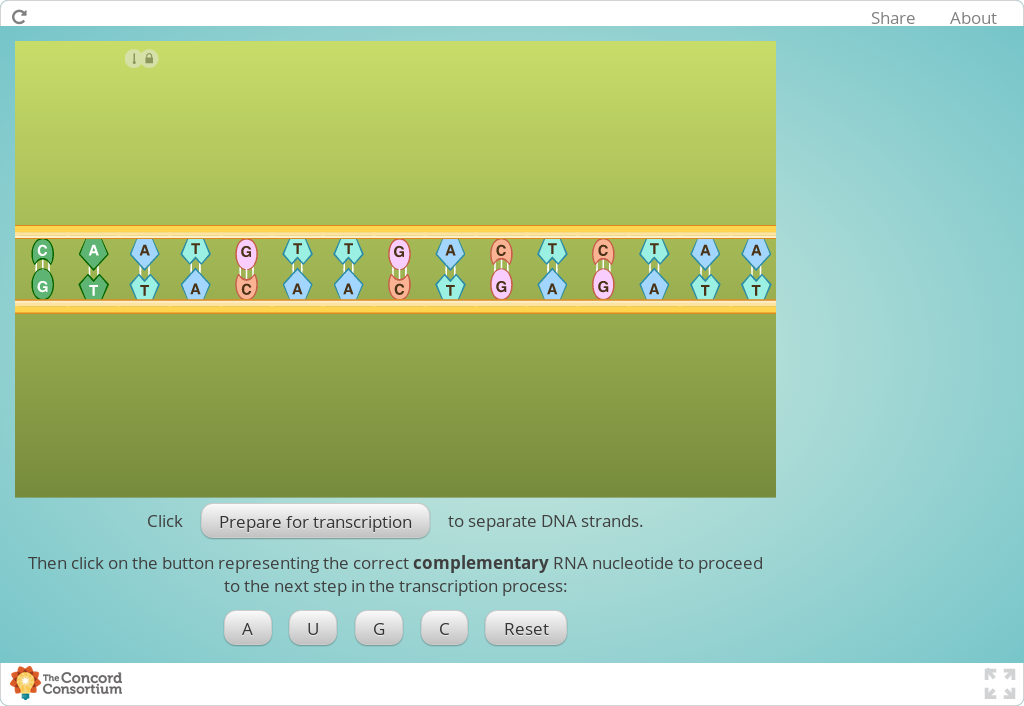 Share About
C A A T G T T G A C T C T A A
G T T A C A A C T G A G A T T
Click Prepare for transcription to separate DNA strands.
Then click on the button representing the correct complementary RNA nucleotide to proceed
to the next step in the transcription process:
A U G C Reset
The Concord
Consortium